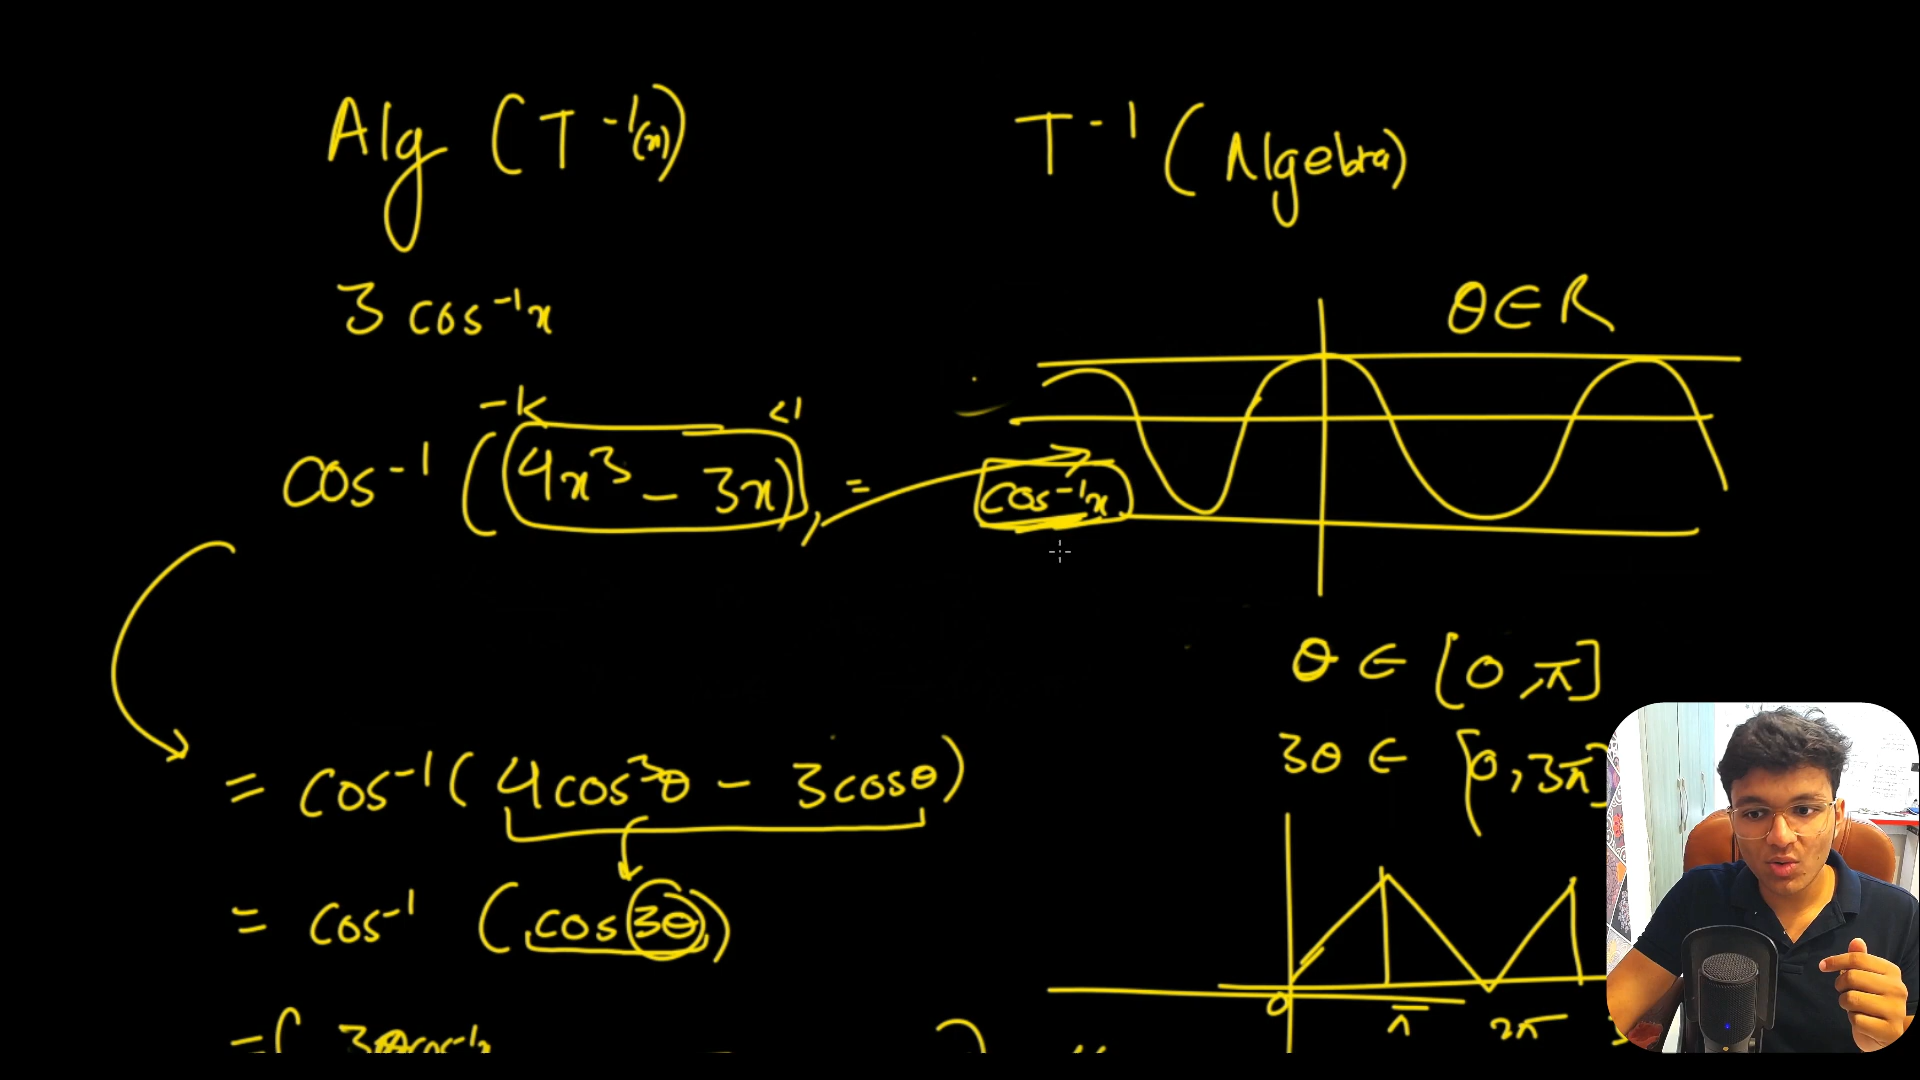 Alg (T⁻¹(x))
T⁻¹ (Algebra)
3 cos⁻¹x
θ ∈ R
-1<
<1
cos⁻¹ (4x³ - 3x), =
cos⁻¹x
θ ∈ [0, π]
3θ ∈ [0, 3π]
= cos⁻¹ ( 4cos³θ - 3cosθ )
= cos⁻¹ (cos 3θ)
0 π 2π